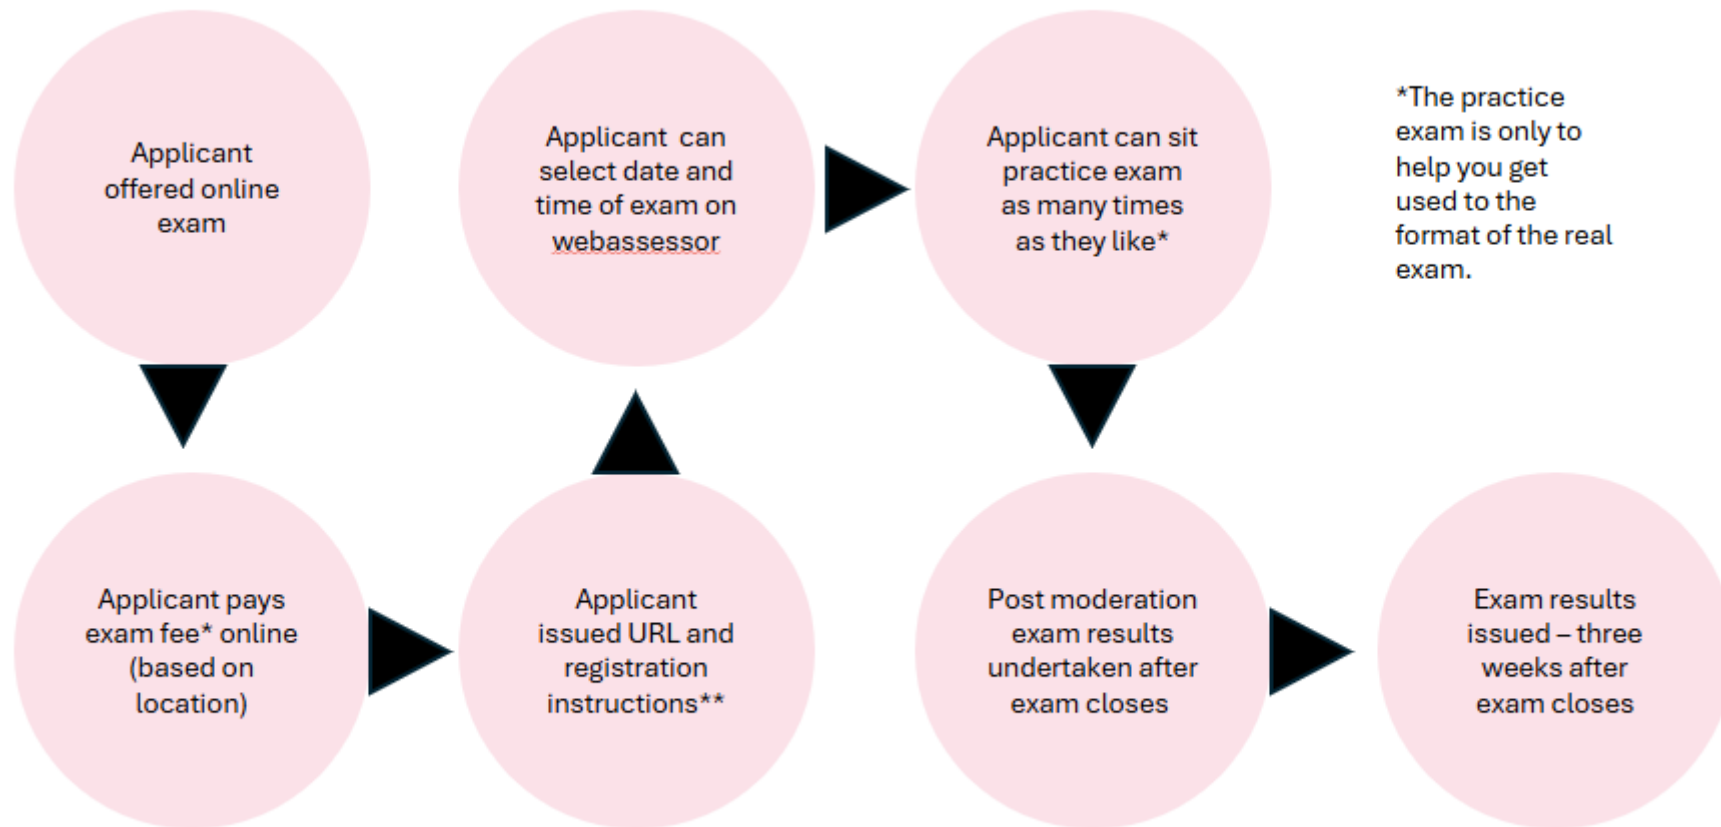 Applicant
offered online
exam
Applicant pays
exam fee* online
(based on
location)
Applicant
issued URL and
registration
instructions**
Applicant can
select date and
time of exam on
webassessor
Applicant can sit
practice exam
as many times
as they like*
*The practice
exam is only to
help you get
used to the
format of the real
exam.
Post moderation
exam results
undertaken after
exam closes
Exam results
issued – three
weeks after
exam closes